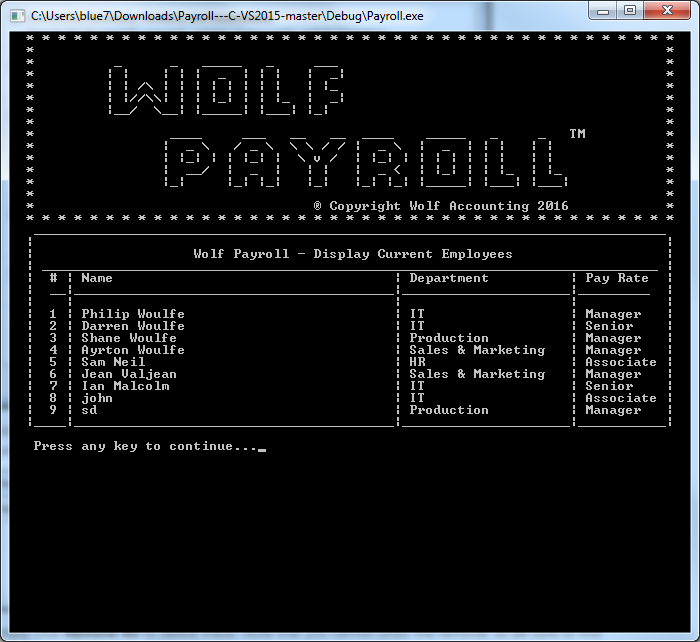 C:\Users\blue7\Downloads\Payroll---C-VS2015-master\Debug\Payroll.exe
WOLF
PAYROLL TM
® Copyright Wolf Accounting 2016
Wolf Payroll - Display Current Employees
# Name Department Pay Rate
1 Philip Woulfe IT Manager
2 Darren Woulfe IT Senior
3 Shane Woulfe Production Manager
4 Ayrton Woulfe Sales & Marketing Manager
5 Sam Neil HR Associate
6 Jean Valjean Sales & Marketing Manager
7 Ian Malcolm IT Senior
8 john IT Associate
9 sd Production Manager
Press any key to continue..._